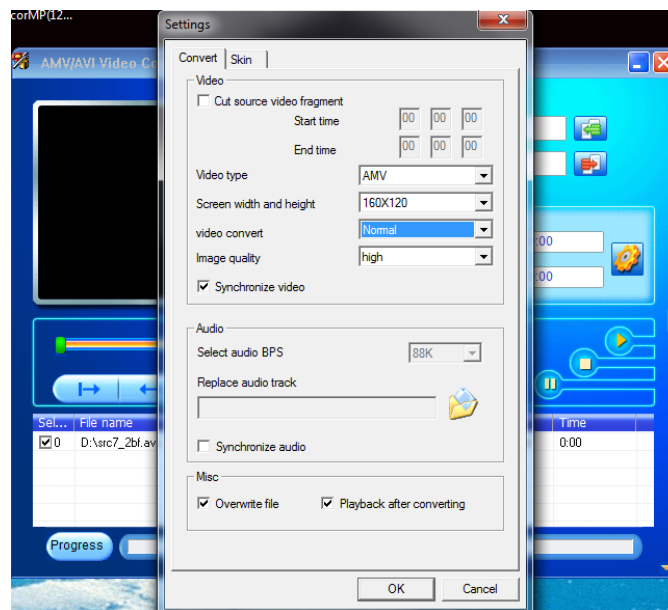 corMP(12...
Settings
AMV/AVI Video Co
Convert Skin
Video
Cut source video fragment
Start time 00 00 00
End time 00 00 00
Video type AMV
Screen width and height 160X120
video convert Normal
:00
Image quality high
:00
Synchronize video
Audio
Select audio BPS 88K
Replace audio track
Sel... File name Time
0 D:\src7_2bf.av 0:00
Synchronize audio
Misc
Overwrite file Playback after converting
Progress
OK Cancel